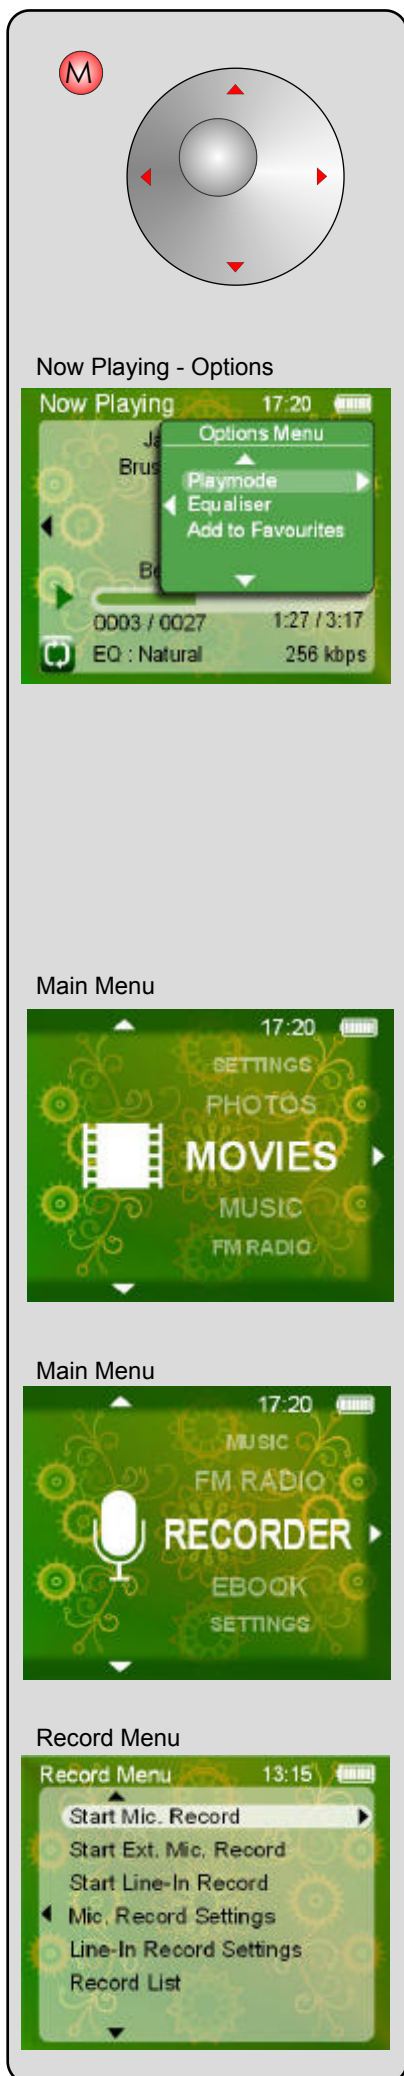 M
Now Playing - Options
Now Playing 17:20
Options Menu
Ja
Brus
Playmode
Equaliser
Add to Favourites
Be
0003 / 0027 1:27 / 3:17
EQ : Natural 256 kbps
Main Menu
17:20
SETTINGS
PHOTOS
MOVIES
MUSIC
FM RADIO
Main Menu
17:20
MUSIC
FM RADIO
RECORDER
EBOOK
SETTINGS
Record Menu
Record Menu 13:15
Start Mic. Record
Start Ext. Mic. Record
Start Line-In Record
Mic. Record Settings
Line-In Record Settings
Record List